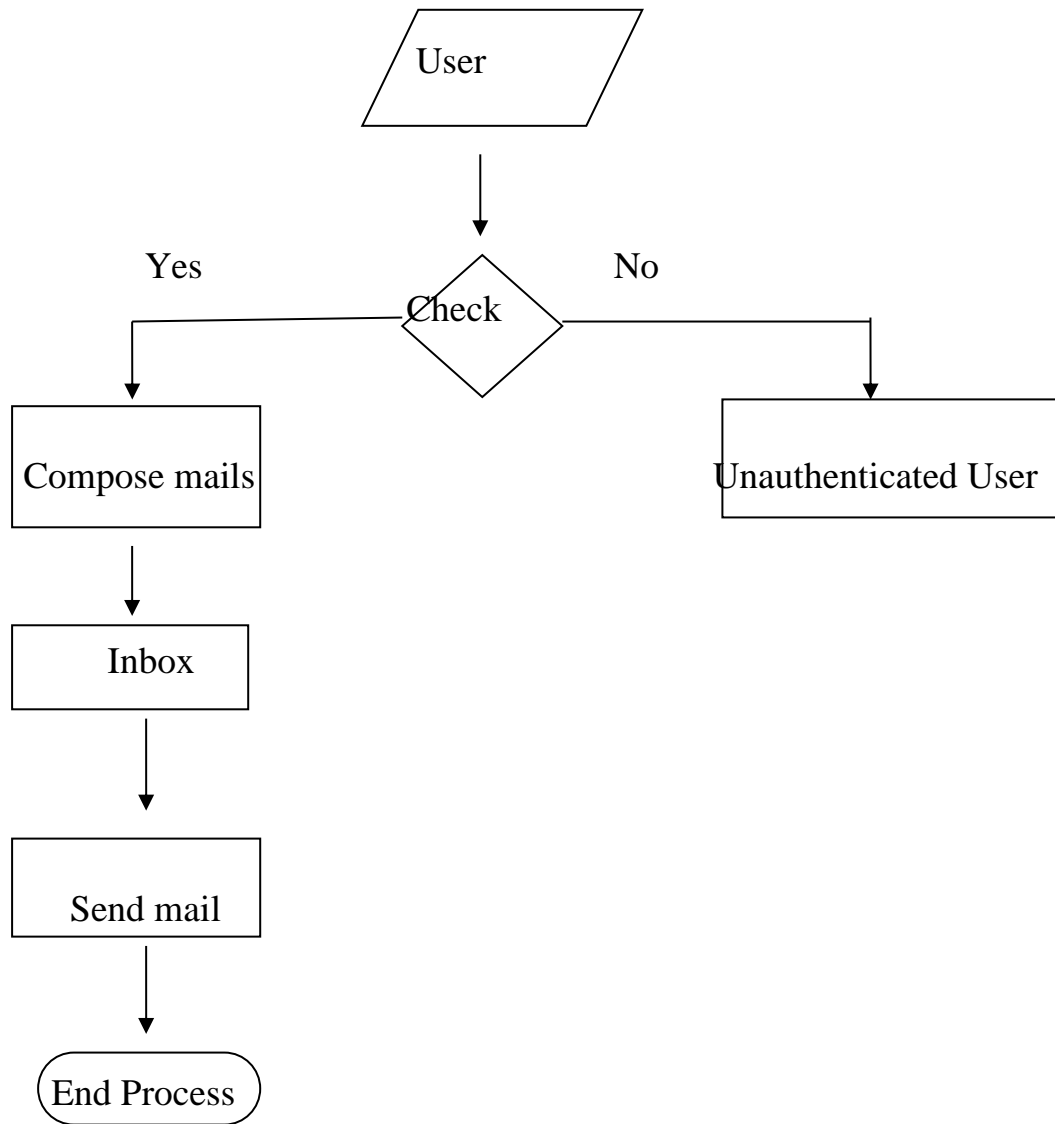 User
Yes
No
Check
Compose mails
Unauthenticated User
Inbox
Send mail
End Process